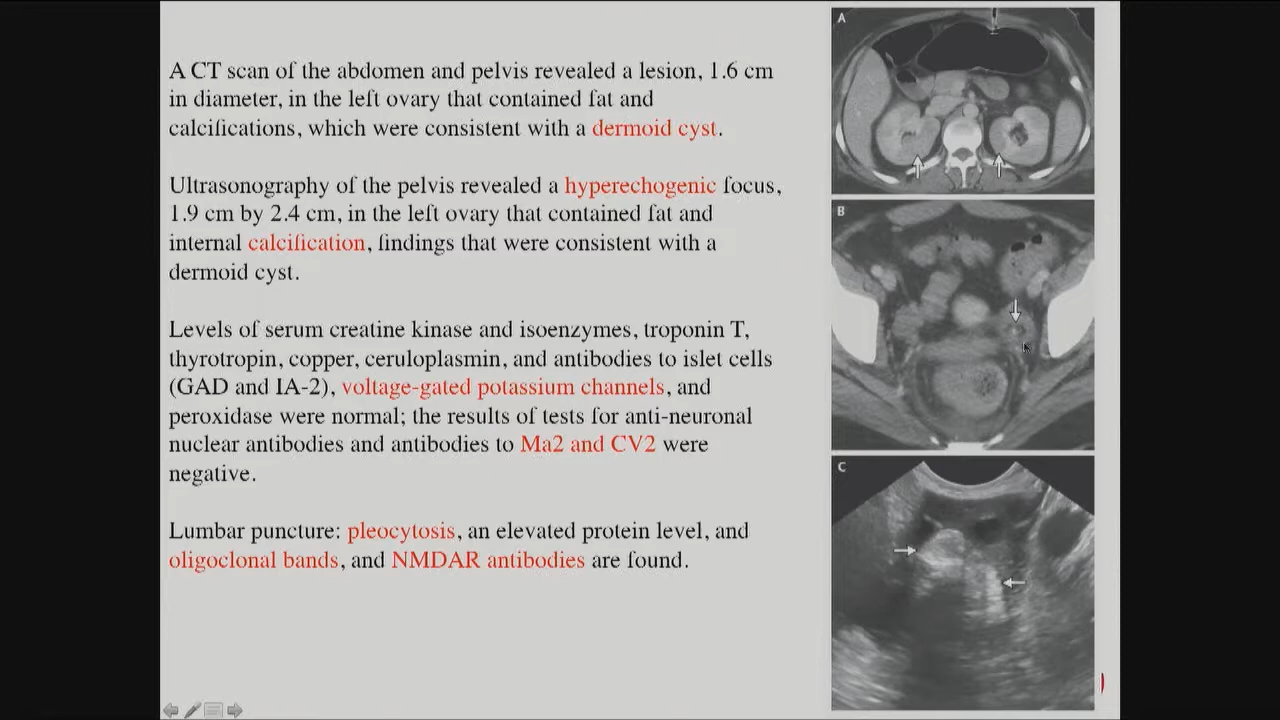 A CT scan of the abdomen and pelvis revealed a lesion, 1.6 cm
in diameter, in the left ovary that contained fat and
calcifications, which were consistent with a dermoid cyst.
Ultrasonography of the pelvis revealed a hyperechogenic focus,
1.9 cm by 2.4 cm, in the left ovary that contained fat and
internal calcification, findings that were consistent with a
dermoid cyst.
Levels of serum creatine kinase and isoenzymes, troponin T,
thyrotropin, copper, ceruloplasmin, and antibodies to islet cells
(GAD and IA-2), voltage-gated potassium channels, and
peroxidase were normal; the results of tests for anti-neuronal
nuclear antibodies and antibodies to Ma2 and CV2 were
negative.
Lumbar puncture: pleocytosis, an elevated protein level, and
oligoclonal bands, and NMDAR antibodies are found.
A
B
C